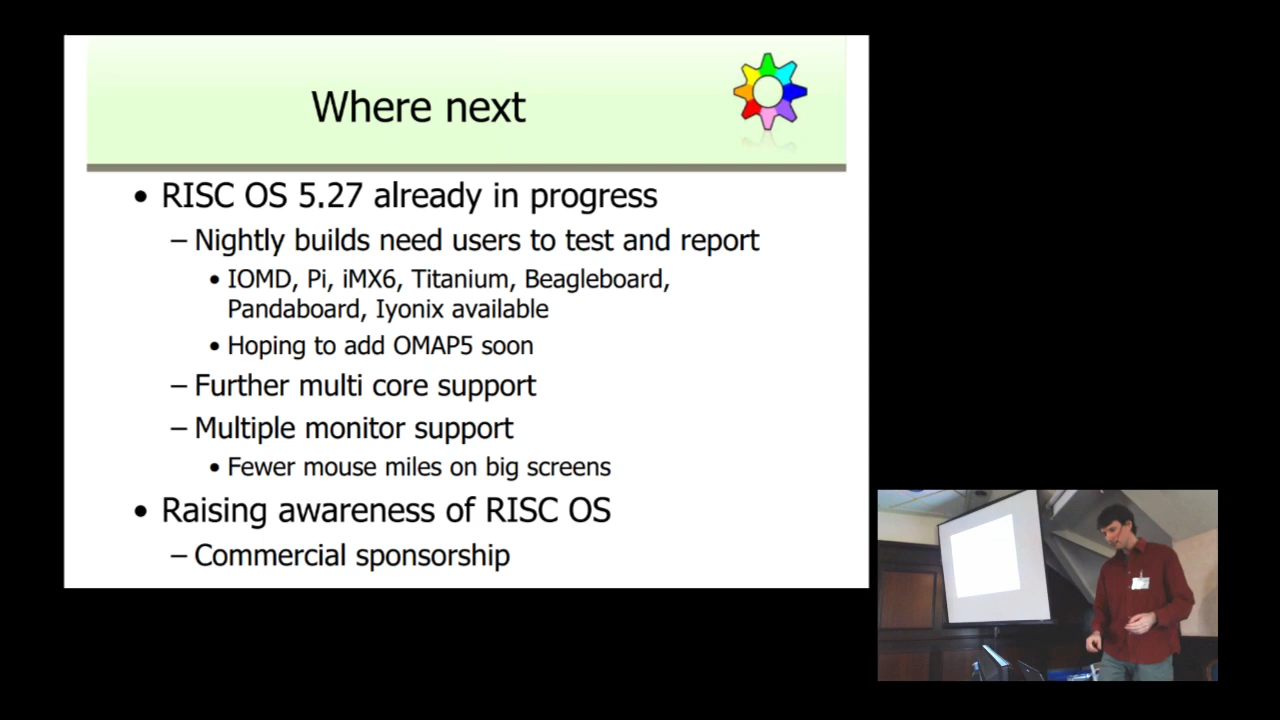 Where next
• RISC OS 5.27 already in progress
– Nightly builds need users to test and report
• IOMD, Pi, iMX6, Titanium, Beagleboard,
Pandaboard, Iyonix available
• Hoping to add OMAP5 soon
– Further multi core support
– Multiple monitor support
• Fewer mouse miles on big screens
• Raising awareness of RISC OS
– Commercial sponsorship